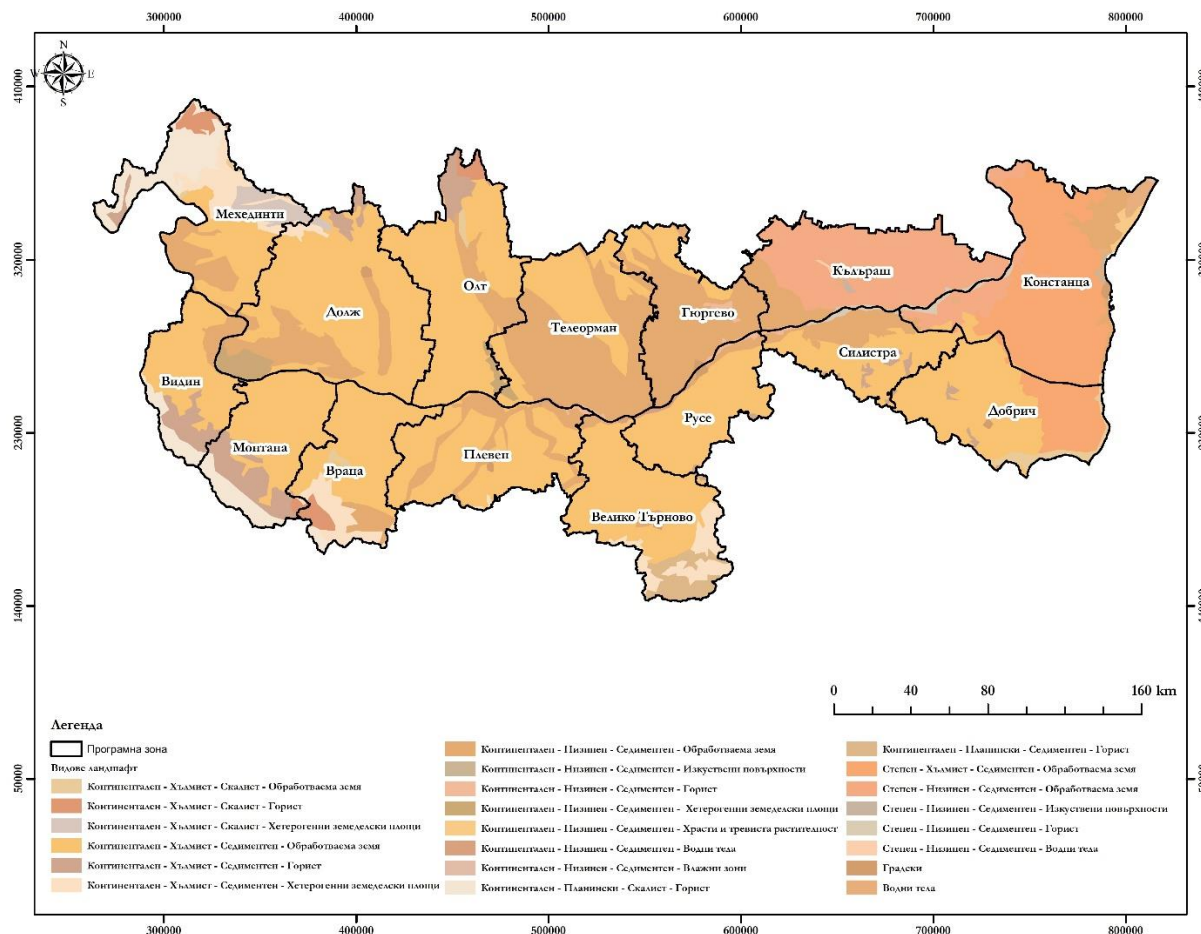 300000 400000 500000 600000 700000 800000
N
W E
S
410000
320000
230000
140000
50000
Мехединти
Долж
Олт
Телеорман
Гюргево
Кълъраш
Констанца
Силистра
Добрич
Видин
Монтана
Враца
Плевен
Русе
Велико Търново
0 40 80 160 km
Легенда
Програмна зона
Видове ландшафт
Континентален - Хълмист - Скалист - Обработваема земя
Континентален - Хълмист - Скалист - Горист
Континентален - Хълмист - Скалист - Хетерогенни земеделски площи
Континентален - Хълмист - Седиментен - Обработваема земя
Континентален - Хълмист - Седиментен - Горист
Континентален - Хълмист - Седиментен - Хетерогенни земеделски площи
Континентален - Низинен - Седиментен - Обработваема земя
Континентален - Низинен - Седиментен - Изкуствени повърхности
Континентален - Низинен - Седиментен - Горист
Континентален - Низинен - Седиментен - Хетерогенни земеделски площи
Континентален - Низинен - Седиментен - Храсти и тревиста растителност
Континентален - Низинен - Седиментен - Водни тела
Континентален - Низинен - Седиментен - Влажни зони
Континентален - Планински - Скалист - Горист
Континентален - Планински - Седиментен - Горист
Степен - Хълмист - Седиментен - Обработваема земя
Степен - Низинен - Седиментен - Обработваема земя
Степен - Низинен - Седиментен - Изкуствени повърхности
Степен - Низинен - Седиментен - Горист
Степен - Низинен - Седиментен - Водни тела
Градски
Водни тела
300000 400000 500000 600000 700000 800000